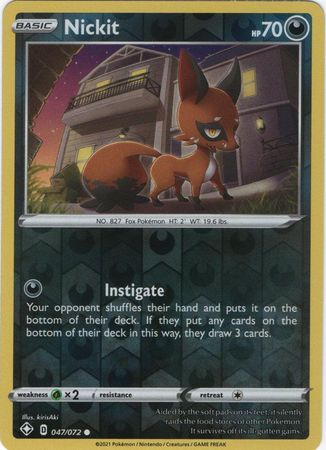 BASIC Nickit HP 70
NO. 827 Fox Pokémon HT: 2' WT: 19.6 lbs.
Instigate
Your opponent shuffles their hand and puts it on the
bottom of their deck. If they put any cards on the
bottom of their deck in this way, they draw 3 cards.
weakness ×2 resistance retreat
Aided by the soft pads on its feet, it silently
raids the food stores of other Pokémon.
It survives off its ill-gotten gains.
Illus. kirisAki
D 047/072
©2021 Pokémon / Nintendo / Creatures / GAME FREAK